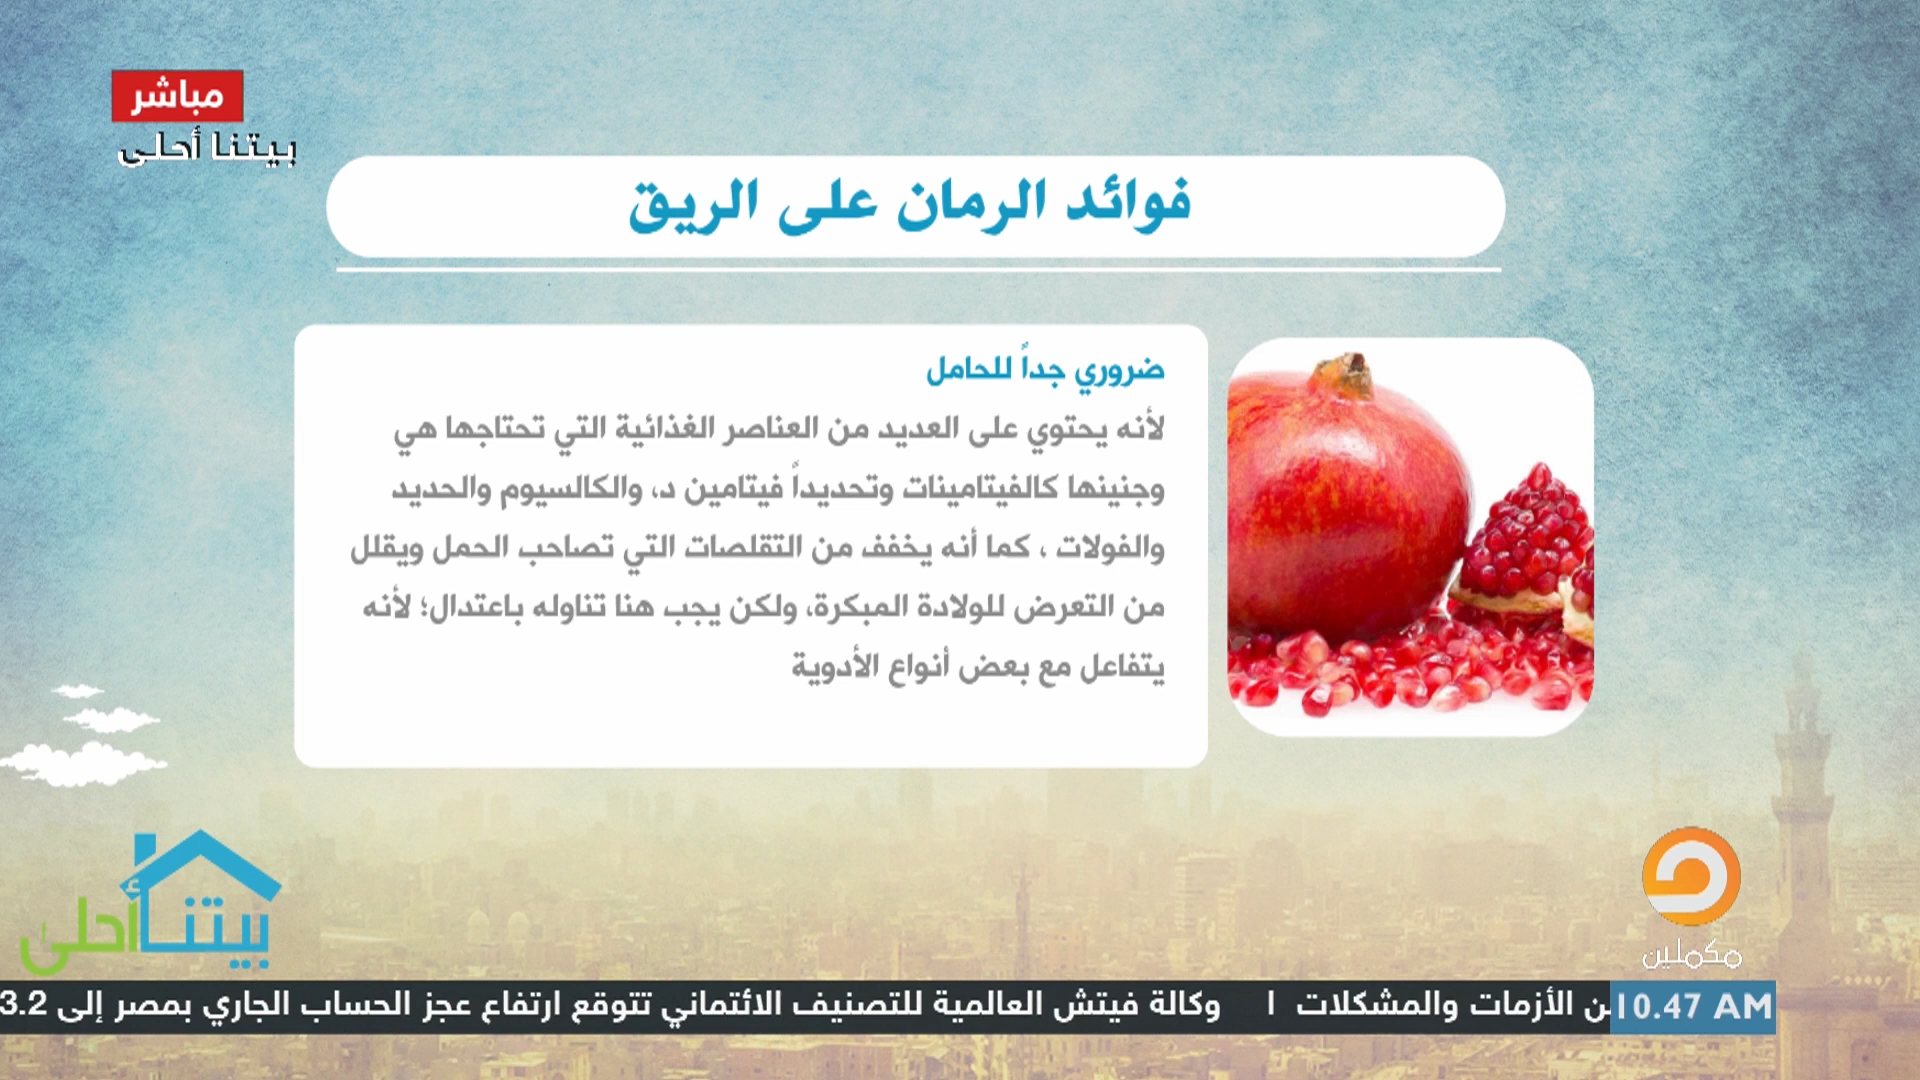 مباشر
بيتنا أحلى
فوائد الرمان على الريق
ضروري جداً للحامل
لأنه يحتوي على العديد من العناصر الغذائية التي تحتاجها هي
وجنينها كالفيتامينات وتحديداً فيتامين د، والكالسيوم والحديد
والفولات ، كما أنه يخفف من التقلصات التي تصاحب الحمل ويقلل
من التعرض للولادة المبكرة، ولكن يجب هنا تناوله باعتدال؛ لأنه
يتفاعل مع بعض أنواع الأدوية
بيتنا أحلى
مكملين
الأزمات والمشكلات | وكالة فيتش العالمية للتصنيف الائتماني تتوقع ارتفاع عجز الحساب الجاري بمصر إلى 3.2
10.47 AM